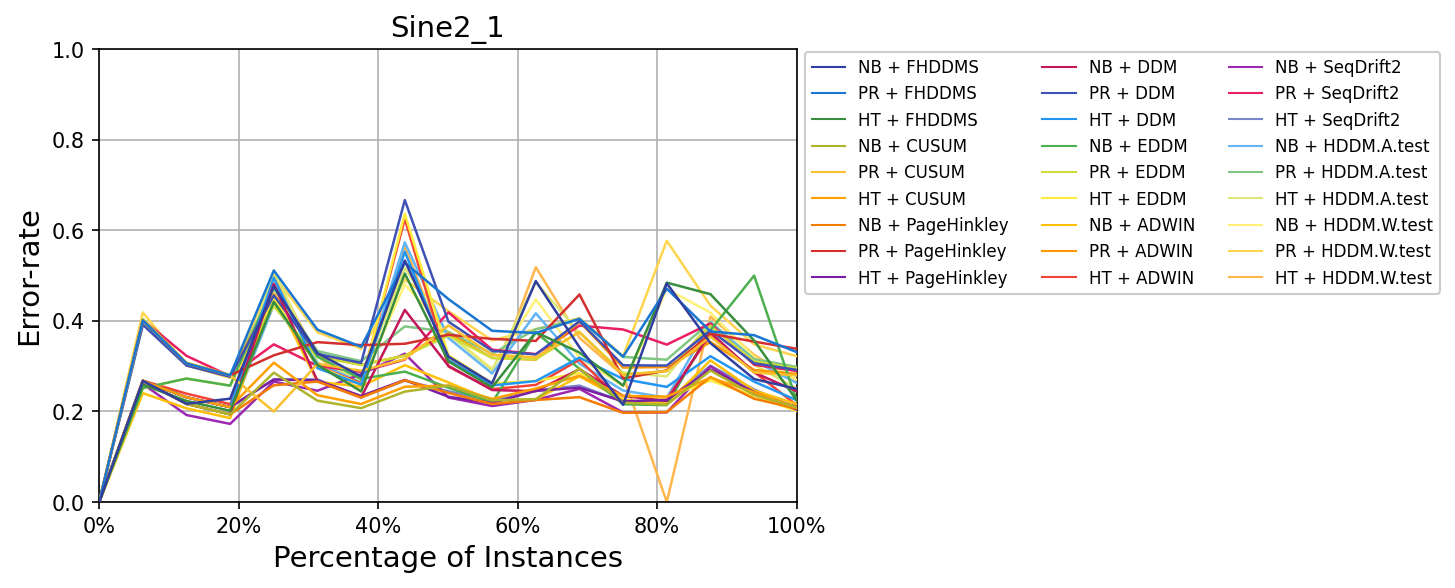 Sine2_1
1.0
0.8
0.6
0.4
0.2
0.0
Error-rate
0%
20%
40%
60%
80%
100%
Percentage of Instances
NB + FHDDMS
PR + FHDDMS
HT + FHDDMS
NB + CUSUM
PR + CUSUM
HT + CUSUM
NB + PageHinkley
PR + PageHinkley
HT + PageHinkley
NB + DDM
PR + DDM
HT + DDM
NB + EDDM
PR + EDDM
HT + EDDM
NB + ADWIN
PR + ADWIN
HT + ADWIN
NB + SeqDrift2
PR + SeqDrift2
HT + SeqDrift2
NB + HDDM.A.test
PR + HDDM.A.test
HT + HDDM.A.test
NB + HDDM.W.test
PR + HDDM.W.test
HT + HDDM.W.test